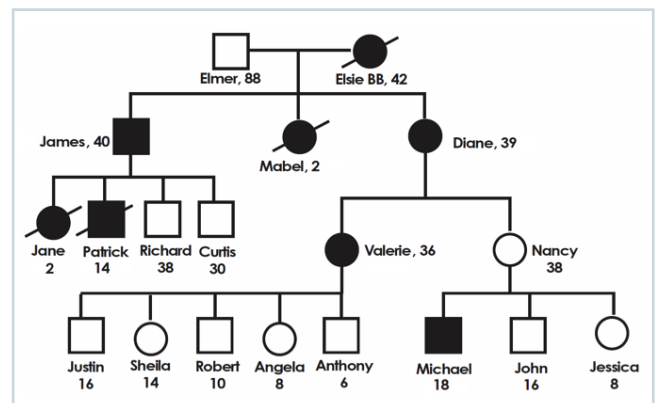 Elmer, 88
Elsie BB, 42
James, 40
Mabel, 2
Diane, 39
Jane
2
Patrick
14
Richard
38
Curtis
30
Valerie, 36
Nancy
38
Justin
16
Sheila
14
Robert
10
Angela
8
Anthony
6
Michael
18
John
16
Jessica
8